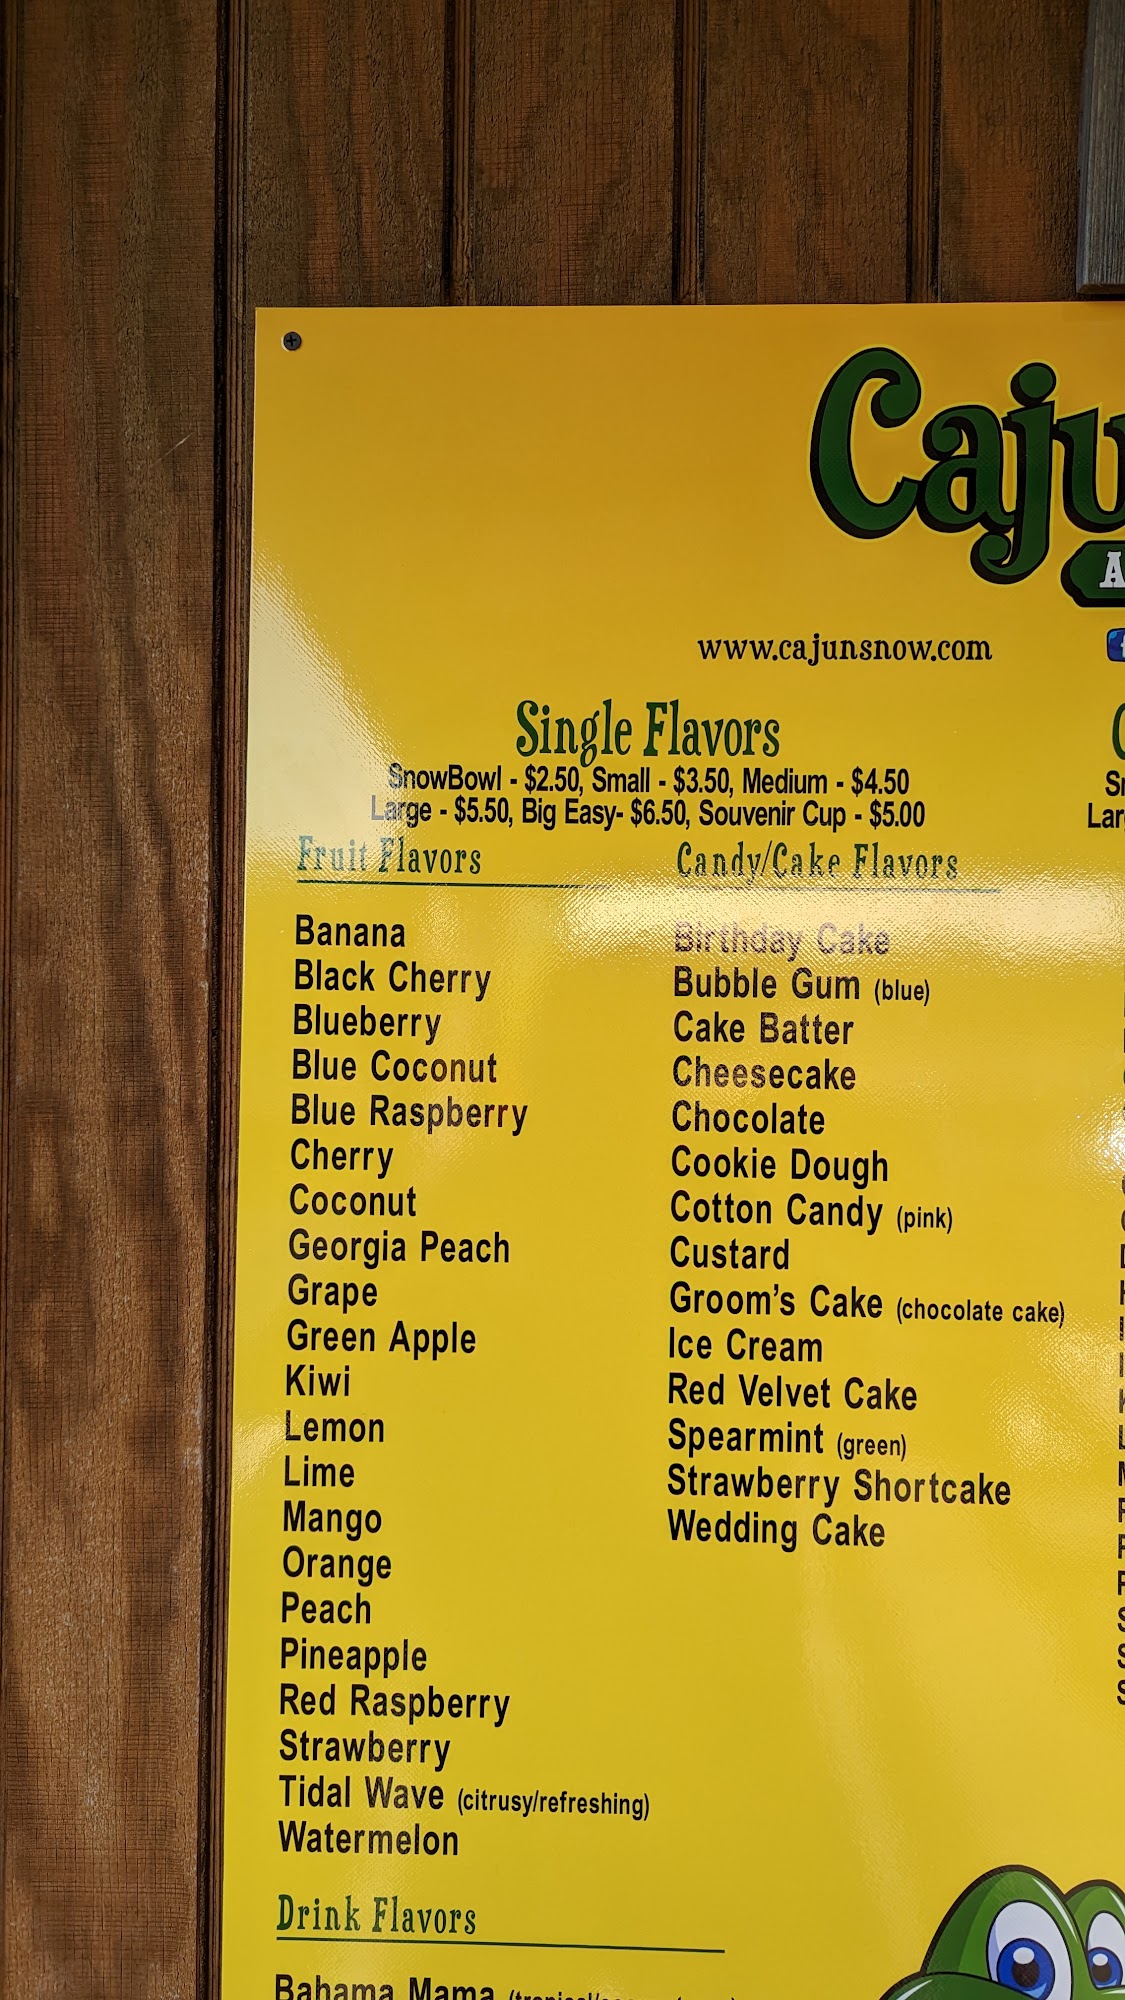 Caju
www.cajunsnow.com
Single Flavors
SnowBowl - $2.50, Small - $3.50, Medium - $4.50
Large - $5.50, Big Easy- $6.50, Souvenir Cup - $5.00
Fruit Flavors
Banana
Black Cherry
Blueberry
Blue Coconut
Blue Raspberry
Cherry
Coconut
Georgia Peach
Grape
Green Apple
Kiwi
Lemon
Lime
Mango
Orange
Peach
Pineapple
Red Raspberry
Strawberry
Tidal Wave (citrusy/refreshing)
Watermelon
Candy/Cake Flavors
Birthday Cake
Bubble Gum (blue)
Cake Batter
Cheesecake
Chocolate
Cookie Dough
Cotton Candy (pink)
Custard
Groom's Cake (chocolate cake)
Ice Cream
Red Velvet Cake
Spearmint (green)
Strawberry Shortcake
Wedding Cake
Drink Flavors
Bahama Mama